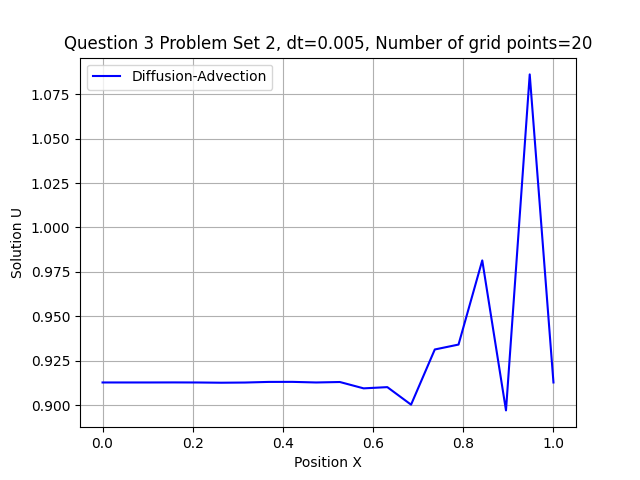 Question 3 Problem Set 2, dt=0.005, Number of grid points=20
Diffusion-Advection
1.075
1.050
1.025
1.000
0.975
0.950
0.925
0.900
Solution U
0.0 0.2 0.4 0.6 0.8 1.0
Position X